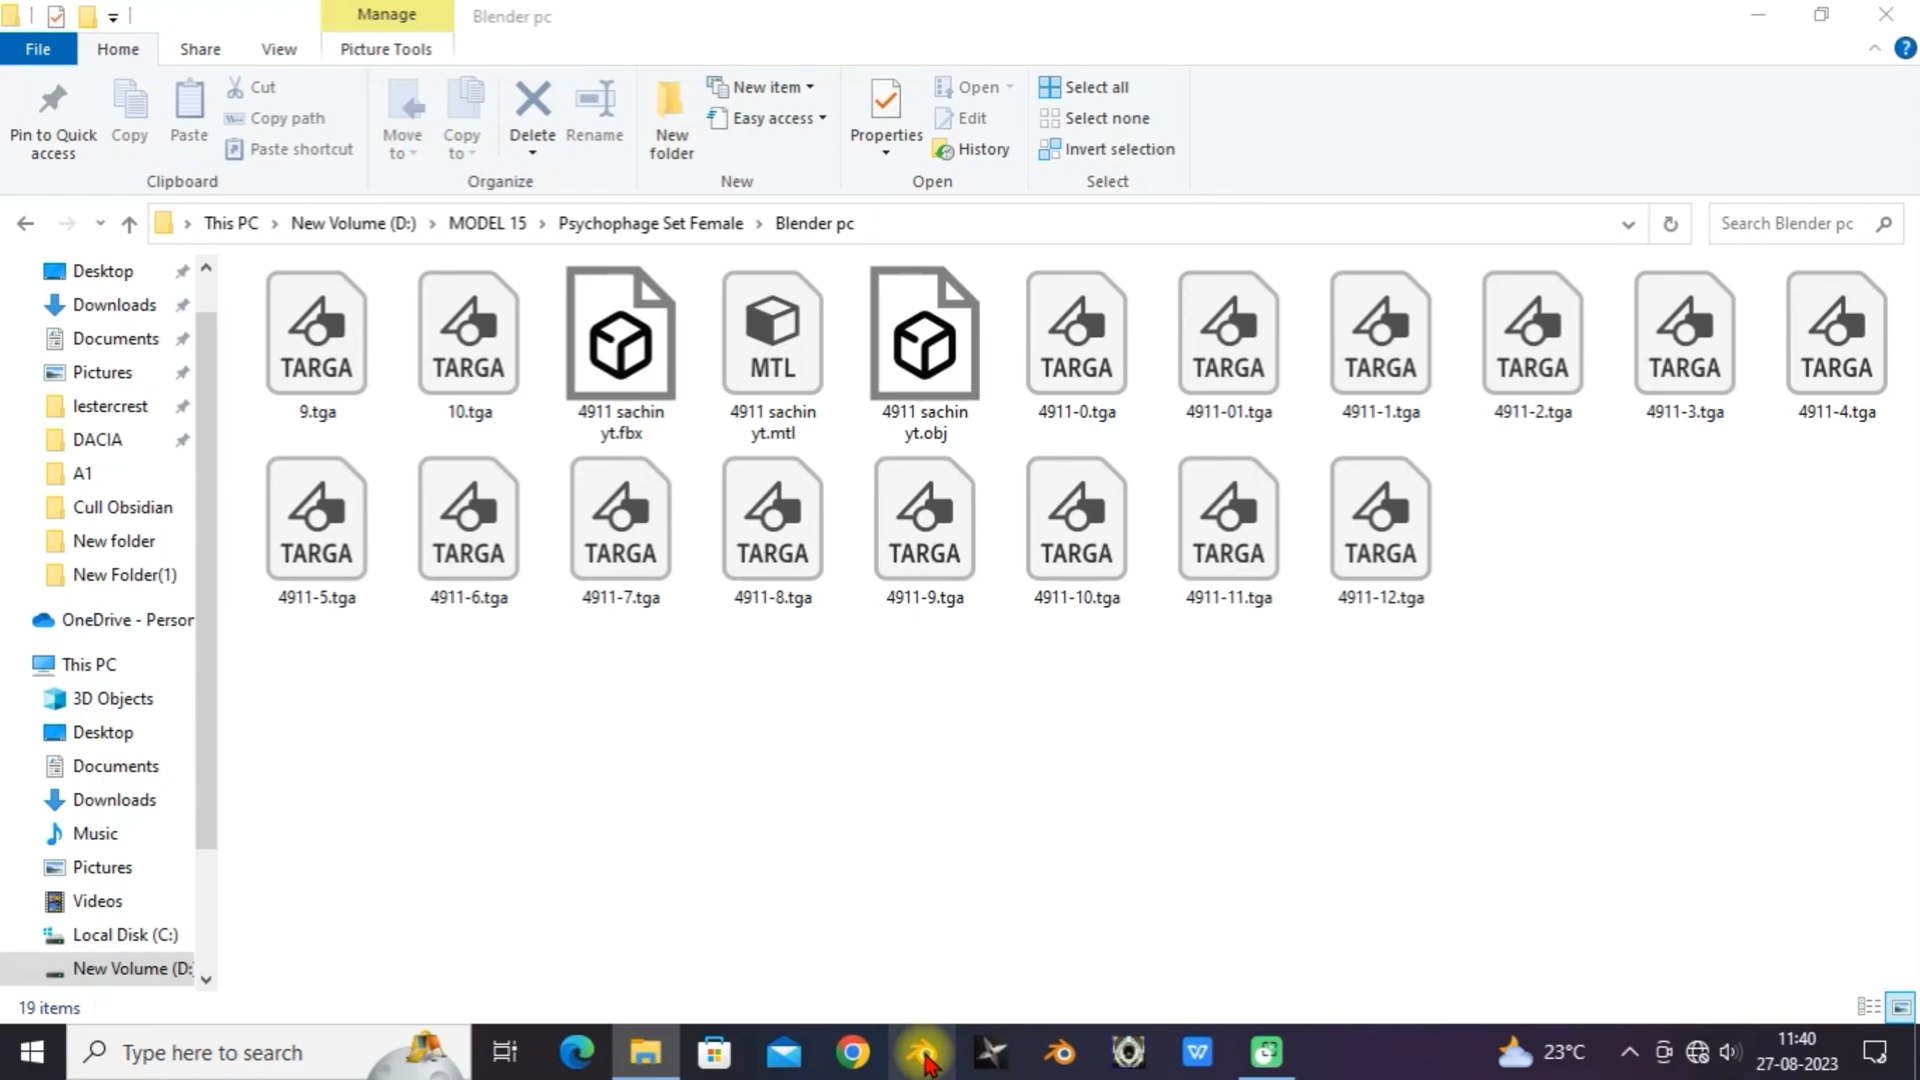 Manage
Blender pc
File
Home
Share
View
Picture Tools
Pin to Quick access
Copy
Paste
Cut
Copy path
Paste shortcut
Clipboard
Move to
Copy to
Delete
Rename
Organize
New folder
New item
Easy access
New
Properties
Open
Edit
History
Open
Select all
Select none
Invert selection
Select
This PC > New Volume (D:) > MODEL 15 > Psychophage Set Female > Blender pc
Search Blender pc
Desktop
Downloads
Documents
Pictures
lestercrest
DACIA
A1
Cull Obsidian
New folder
New Folder(1)
OneDrive - Person
This PC
3D Objects
Desktop
Documents
Downloads
Music
Pictures
Videos
Local Disk (C:)
New Volume (D:
TARGA
9.tga
TARGA
10.tga
4911 sachin
yt.fbx
MTL
4911 sachin
yt.mtl
4911 sachin
yt.obj
TARGA
4911-0.tga
TARGA
4911-01.tga
TARGA
4911-1.tga
TARGA
4911-2.tga
TARGA
4911-3.tga
TARGA
4911-4.tga
TARGA
4911-5.tga
TARGA
4911-6.tga
TARGA
4911-7.tga
TARGA
4911-8.tga
TARGA
4911-9.tga
TARGA
4911-10.tga
TARGA
4911-11.tga
TARGA
4911-12.tga
19 items
Type here to search
W
23°C
11:40
27-08-2023